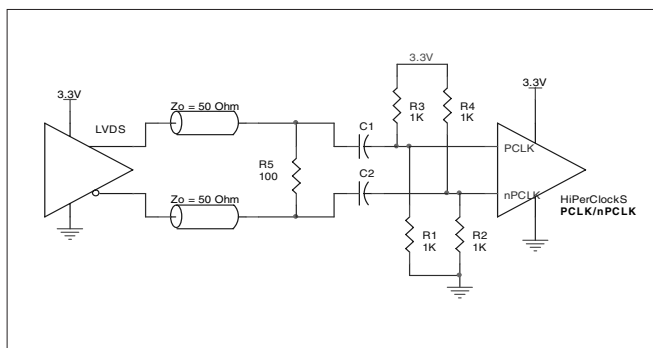 3.3V
3.3V
3.3V
Zo = 50 Ohm
LVDS
C1
R3
1K
R4
1K
PCLK
R5
100
C2
nPCLK
Zo = 50 Ohm
HiPerClockS
PCLK/nPCLK
R1
1K
R2
1K